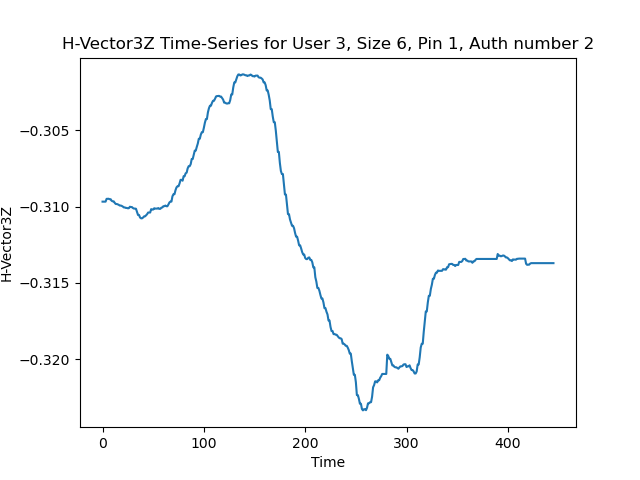 H-Vector3Z Time-Series for User 3, Size 6, Pin 1, Auth number 2
−0.305
−0.310
−0.315
−0.320
H-Vector3Z
0 100 200 300 400
Time